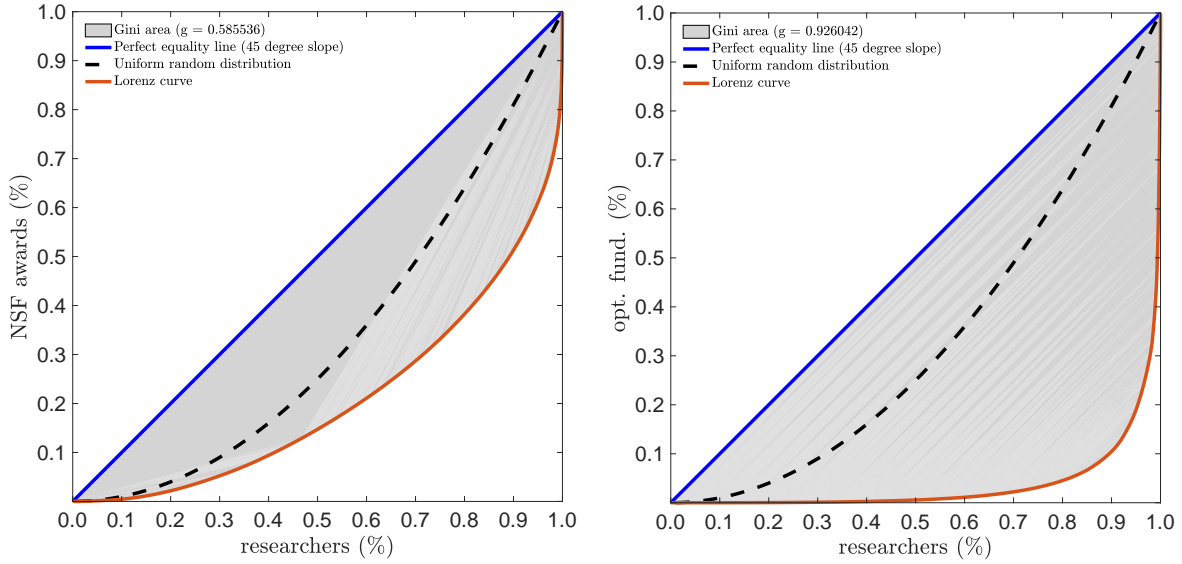 Gini area (g = 0.585536)
Perfect equality line (45 degree slope)
Uniform random distribution
Lorenz curve
1.0
0.9
0.8
0.7
0.6
0.5
0.4
0.3
0.2
0.1
NSF awards (%)
0.0 0.1 0.2 0.3 0.4 0.5 0.6 0.7 0.8 0.9 1.0
researchers (%)
Gini area (g = 0.926042)
Perfect equality line (45 degree slope)
Uniform random distribution
Lorenz curve
1.0
0.9
0.8
0.7
0.6
0.5
0.4
0.3
0.2
0.1
opt. fund. (%)
0.0 0.1 0.2 0.3 0.4 0.5 0.6 0.7 0.8 0.9 1.0
researchers (%)